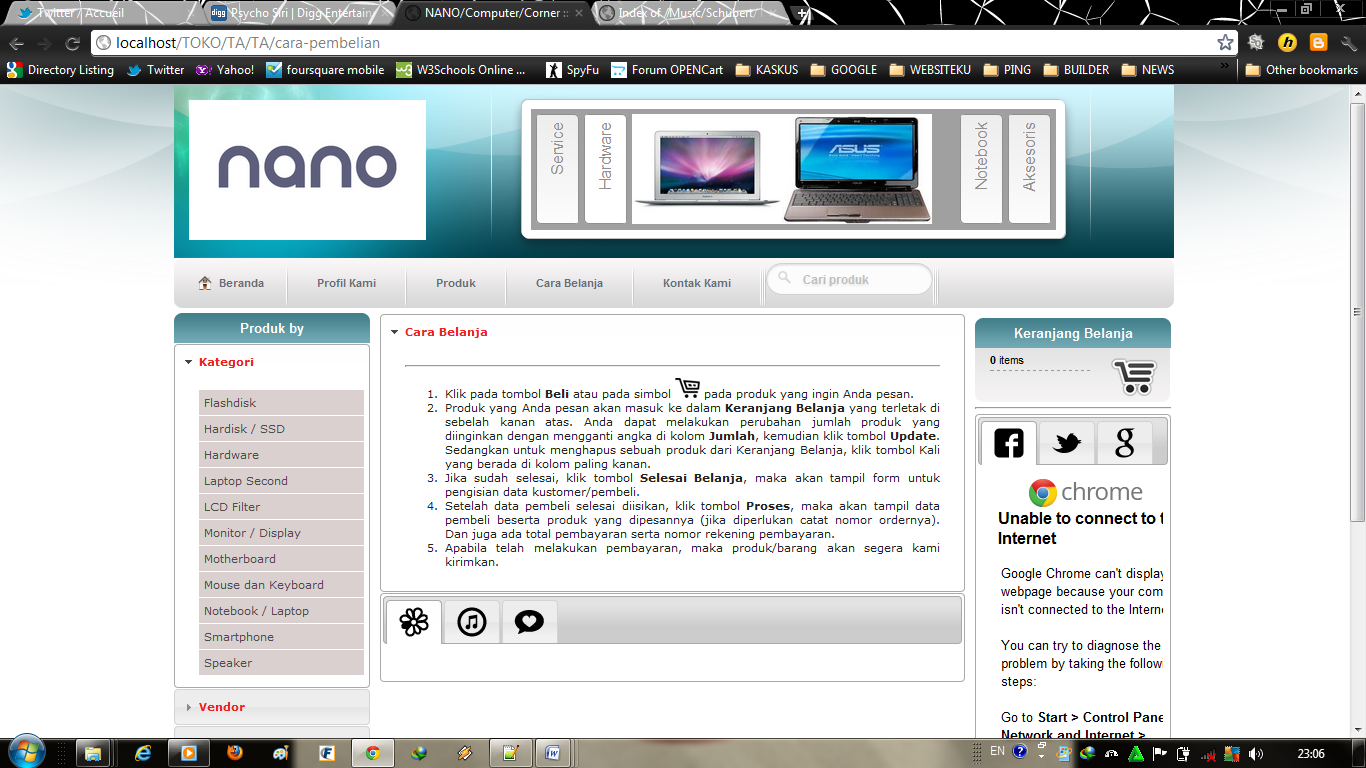 Twitter / Accueil
Psycho Siri | Digg Entertain
NANO/Computer/Corner ::
Index of /Music/Schubert/
localhost/TOKO/TA/TA/cara-pembelian
Directory Listing
Twitter
Yahoo!
foursquare mobile
W3Schools Online ...
SpyFu
Forum OPENCart
KASKUS
GOOGLE
WEBSITEKU
PING
BUILDER
NEWS
Other bookmarks
nano
Service
Hardware
ASUS
Notebook
Aksesoris
Beranda
Profil Kami
Produk
Cara Belanja
Kontak Kami
Cari produk
Produk by
Kategori
Flashdisk
Hardisk / SSD
Hardware
Laptop Second
LCD Filter
Monitor / Display
Motherboard
Mouse dan Keyboard
Notebook / Laptop
Smartphone
Speaker
Vendor
Cara Belanja
1. Klik pada tombol Beli atau pada simbol pada produk yang ingin Anda pesan.
2. Produk yang Anda pesan akan masuk ke dalam Keranjang Belanja yang terletak di
sebelah kanan atas. Anda dapat melakukan perubahan jumlah produk yang
diinginkan dengan mengganti angka di kolom Jumlah, kemudian klik tombol Update.
Sedangkan untuk menghapus sebuah produk dari Keranjang Belanja, klik tombol Kali
yang berada di kolom paling kanan.
3. Jika sudah selesai, klik tombol Selesai Belanja, maka akan tampil form untuk
pengisian data kustomer/pembeli.
4. Setelah data pembeli selesai diisikan, klik tombol Proses, maka akan tampil data
pembeli beserta produk yang dipesannya (jika diperlukan catat nomor ordernya).
Dan juga ada total pembayaran serta nomor rekening pembayaran.
5. Apabila telah melakukan pembayaran, maka produk/barang akan segera kami
kirimkan.
Keranjang Belanja
0 items
chrome
Unable to connect to t
Internet
Google Chrome can't display
webpage because your com
isn't connected to the Interne
You can try to diagnose the
problem by taking the followi
steps:
Go to Start > Control Pane
Network and Internet >
EN
23:06